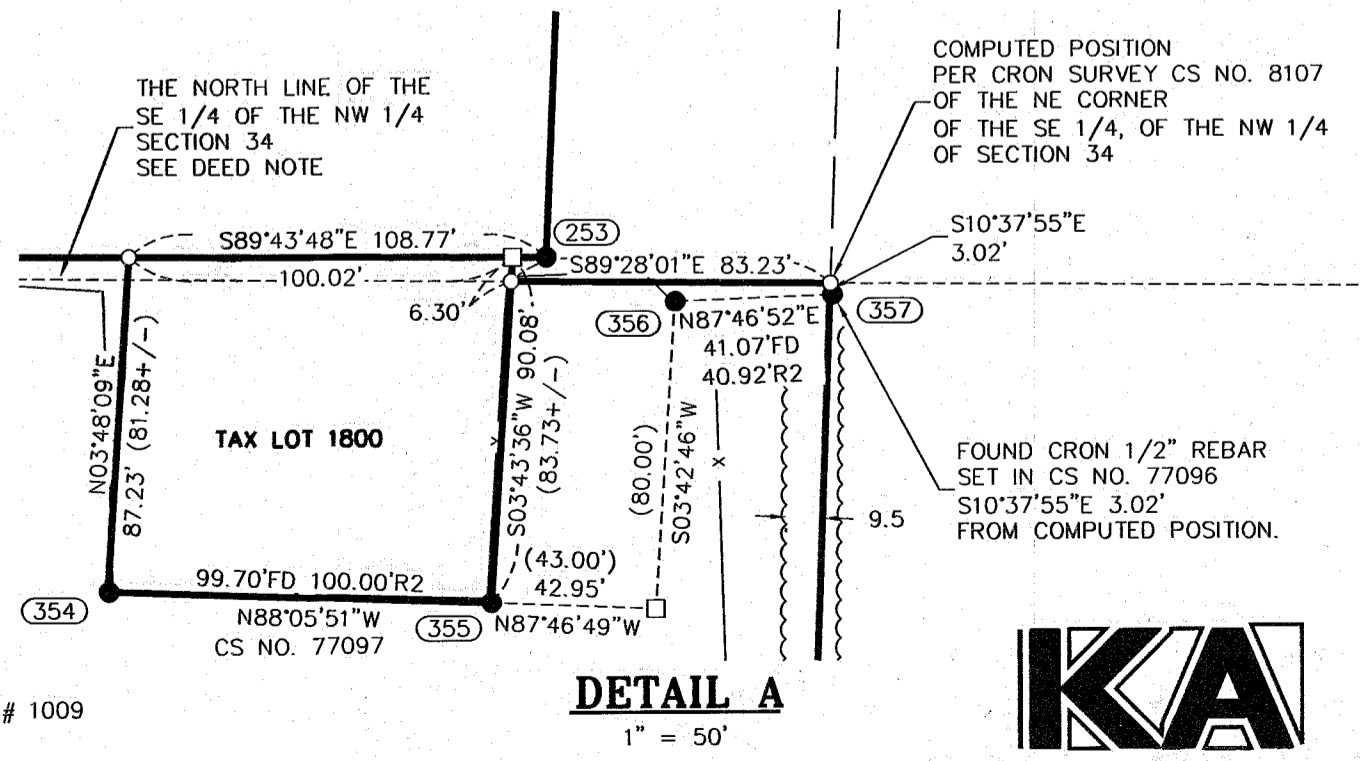 THE NORTH LINE OF THE
SE 1/4 OF THE NW 1/4
SECTION 34
SEE DEED NOTE
COMPUTED POSITION
PER CRON SURVEY CS NO. 8107
OF THE NE CORNER
OF THE SE 1/4, OF THE NW 1/4
OF SECTION 34
S89°43'48"E 108.77'
253
S10°37'55"E
3.02'
100.02'
S89°28'01"E 83.23'
6.30'
356
N87°46'52"E
41.07'FD
40.92'R2
357
N03°48'09"E
87.23' (81.28+/-)
TAX LOT 1800
S03°43'36"W 90.08'
(83.73+/-)
(80.00')
S03°42'46"W
x
x
FOUND CRON 1/2" REBAR
SET IN CS NO. 77096
S10°37'55"E 3.02'
FROM COMPUTED POSITION.
9.5
(43.00')
42.95'
99.70'FD 100.00'R2
354
N88°05'51"W
355
N87°46'49"W
CS NO. 77097
DETAIL A
1" = 50'
# 1009
KA